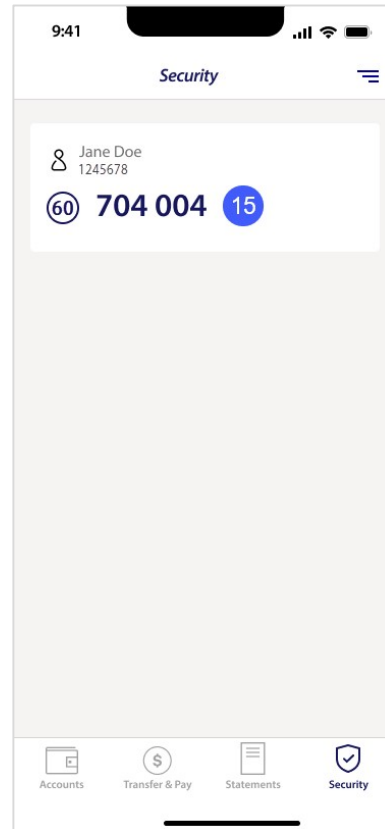 9:41
Security
Jane Doe
1245678
60 704 004 15
$
Accounts Transfer & Pay Statements Security